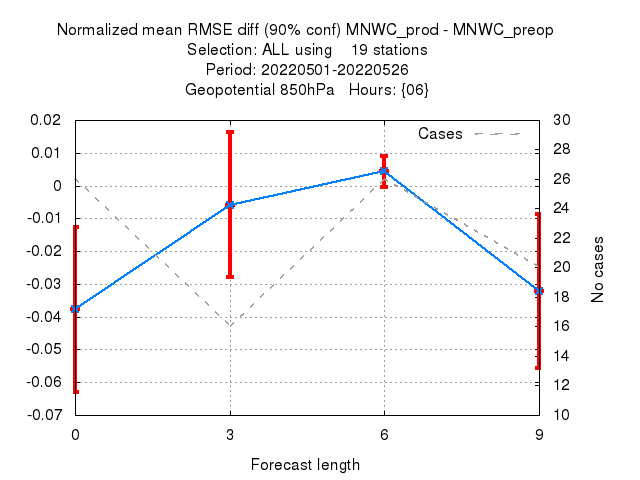 Normalized mean RMSE diff (90% conf) MNWC_prod - MNWC_preop
Selection: ALL using 19 stations
Period: 20220501-20220526
Geopotential 850hPa Hours: {06}
Cases
0.02
0.01
0
-0.01
-0.02
-0.03
-0.04
-0.05
-0.06
-0.07
30
28
26
24
22
20
18
16
14
12
10
No cases
0 3 6 9
Forecast length